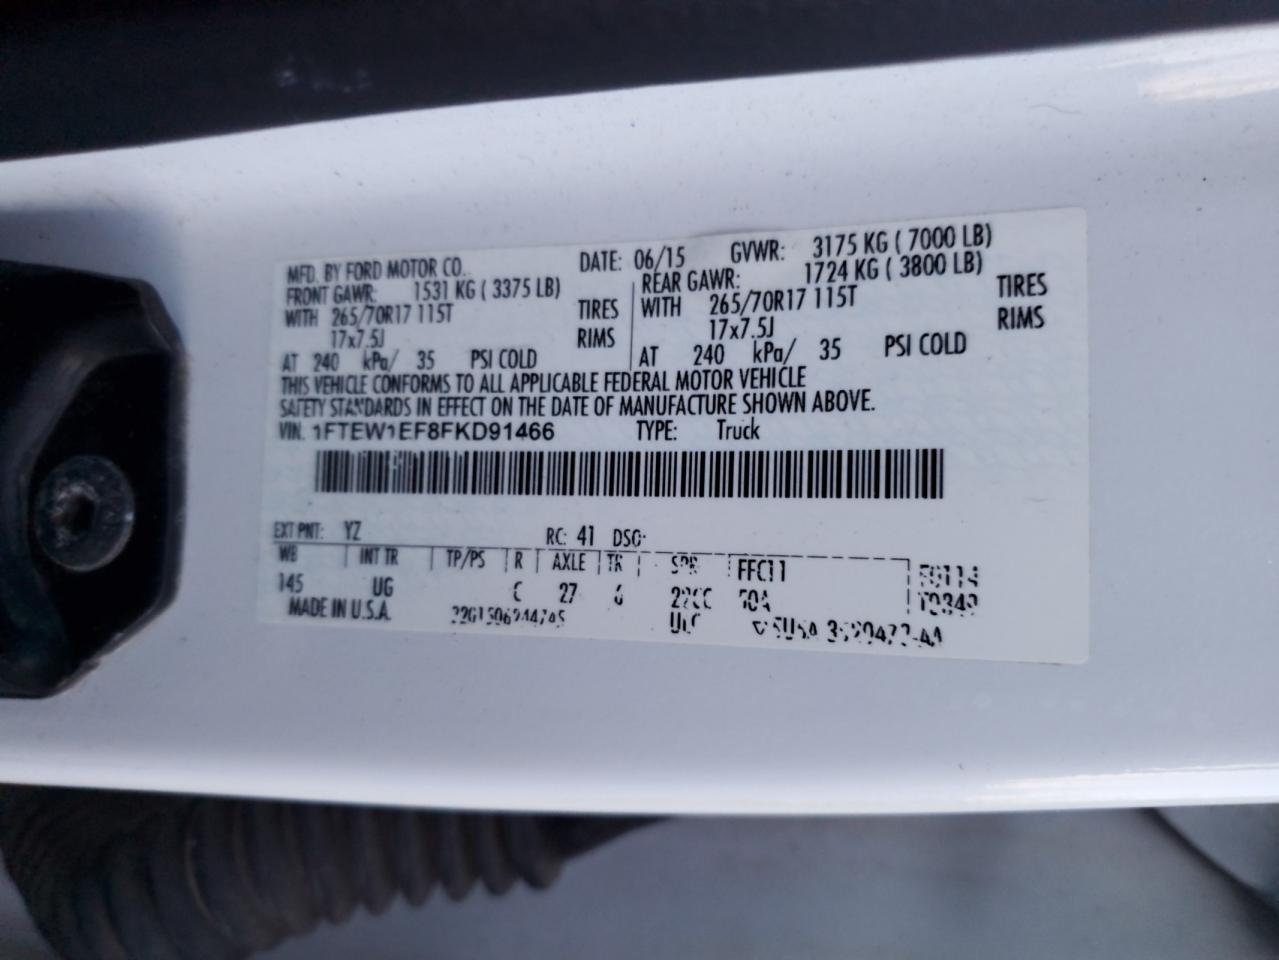 MFD. BY FORD MOTOR CO. DATE: 06/15 GVWR: 3175 KG ( 7000 LB)
FRONT GAWR: 1531 KG ( 3375 LB) REAR GAWR: 1724 KG ( 3800 LB)
WITH 265/70R17 115T TIRES WITH 265/70R17 115T TIRES
17x7.5J RIMS 17x7.5J RIMS
AT 240 kPa/ 35 PSI COLD AT 240 kPa/ 35 PSI COLD
THIS VEHICLE CONFORMS TO ALL APPLICABLE FEDERAL MOTOR VEHICLE
SAFETY STANDARDS IN EFFECT ON THE DATE OF MANUFACTURE SHOWN ABOVE.
VIN: 1FTEW1EF8FKD91466 TYPE: Truck
EXT PNT: YZ RC: 41 DSO:
WB INT TR TP/PS R AXLE TR SPR FFC11
145 UG 27 6
MADE IN U.S.A.